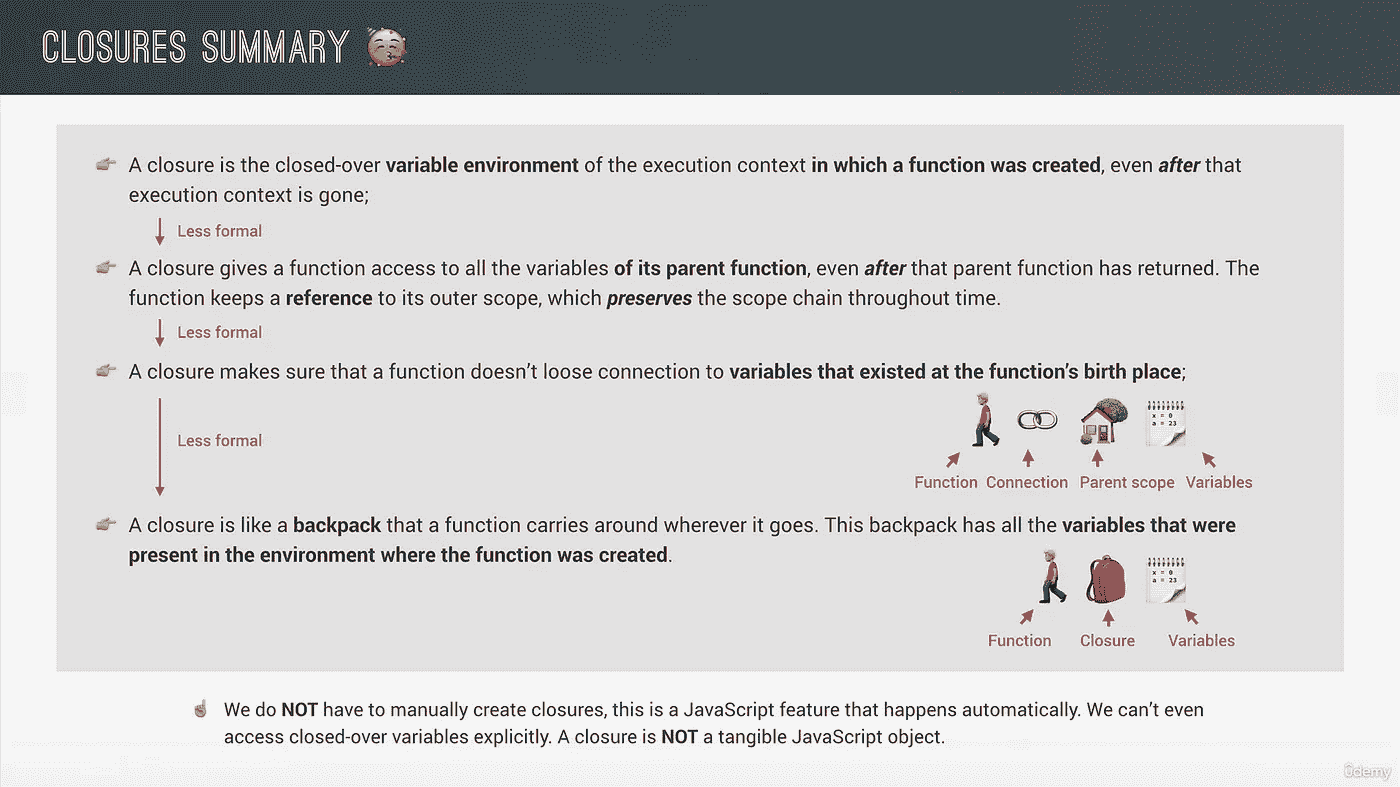 CLOSURES SUMMARY
A closure is the closed-over variable environment of the execution context in which a function was created, even after that
execution context is gone;
Less formal
A closure gives a function access to all the variables of its parent function, even after that parent function has returned. The
function keeps a reference to its outer scope, which preserves the scope chain throughout time.
Less formal
A closure makes sure that a function doesn’t loose connection to variables that existed at the function’s birth place;
x = 0
a = 23
Less formal
Function Connection Parent scope Variables
A closure is like a backpack that a function carries around wherever it goes. This backpack has all the variables that were
present in the environment where the function was created.
x = 0
a = 23
Function Closure Variables
We do NOT have to manually create closures, this is a JavaScript feature that happens automatically. We can’t even
access closed-over variables explicitly. A closure is NOT a tangible JavaScript object.
ûdemy